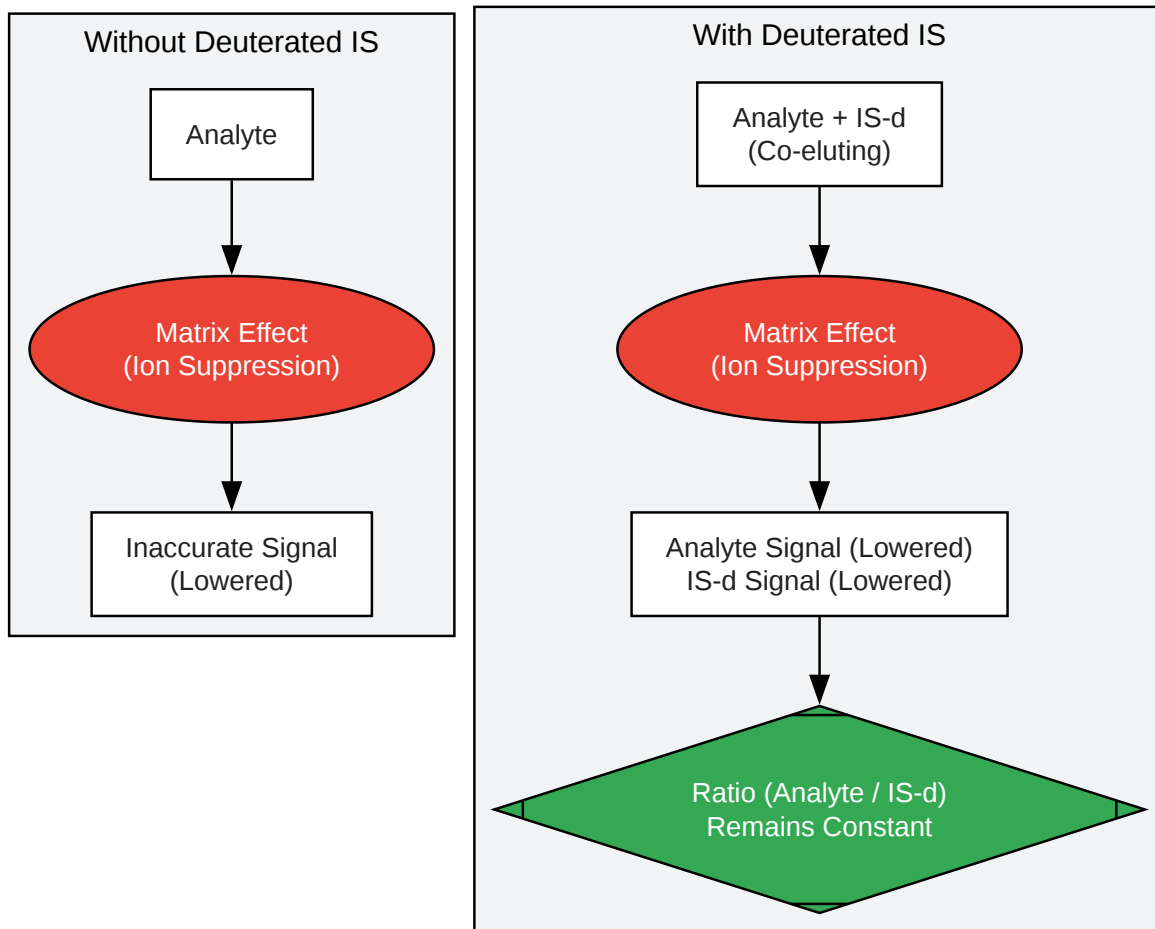 Without Deuterated IS
Analyte
Matrix Effect
(Ion Suppression)
Inaccurate Signal
(Lowered)
With Deuterated IS
Analyte + IS-d
(Co-eluting)
Matrix Effect
(Ion Suppression)
Analyte Signal (Lowered)
IS-d Signal (Lowered)
Ratio (Analyte / IS-d)
Remains Constant